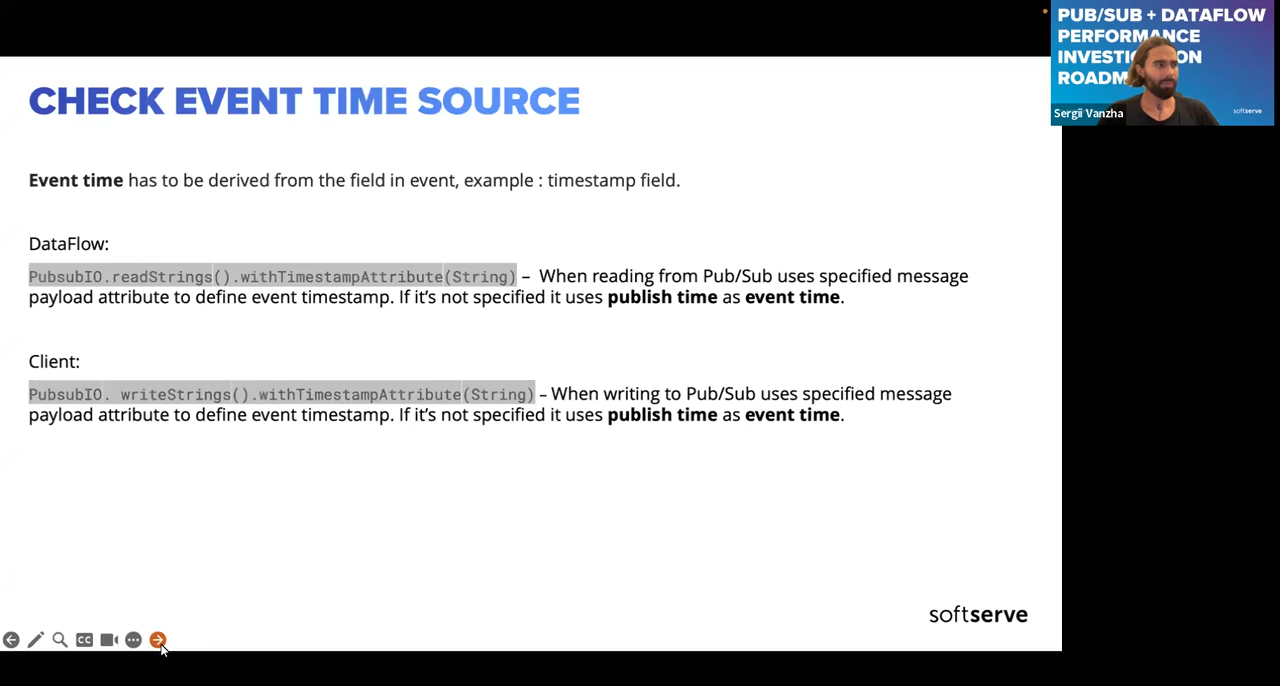 CHECK EVENT TIME SOURCE
Event time has to be derived from the field in event, example : timestamp field.
DataFlow:
PubsubIO.readStrings().withTimestampAttribute(String) – When reading from Pub/Sub uses specified message
payload attribute to define event timestamp. If it’s not specified it uses publish time as event time.
Client:
PubsubIO. writeStrings().withTimestampAttribute(String) – When writing to Pub/Sub uses specified message
payload attribute to define event timestamp. If it’s not specified it uses publish time as event time.
softserve
CC
PUB/SUB + DATAFLOW
PERFORMANCE
ON
softserve
Sergii Vanzha